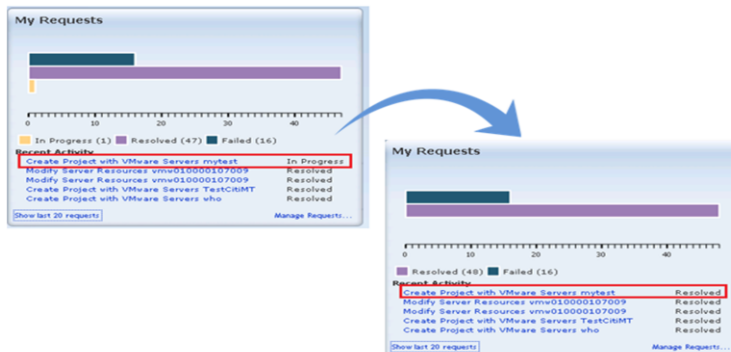 My Requests
0 10 20 30 40
In Progress (1) Resolved (47) Failed (16)
Recent Activity
Create Project with VMware Servers mytest In Progress
Modify Server Resources vmv010000107009 Resolved
Modify Server Resources vmv010000107009 Resolved
Create Project with VMware Servers TestCitiMT Resolved
Create Project with VMware Servers who Resolved
Show last 20 requests Manage Requests...
My Requests
0 10 20 30 40
Resolved (48) Failed (16)
Recent Activity
Create Project with VMware Servers mytest Resolved
Modify Server Resources vmv010000107009 Resolved
Modify Server Resources vmv010000107009 Resolved
Create Project with VMware Servers TestCitiMT Resolved
Create Project with VMware Servers who Resolved
Show last 20 requests Manage Requests...